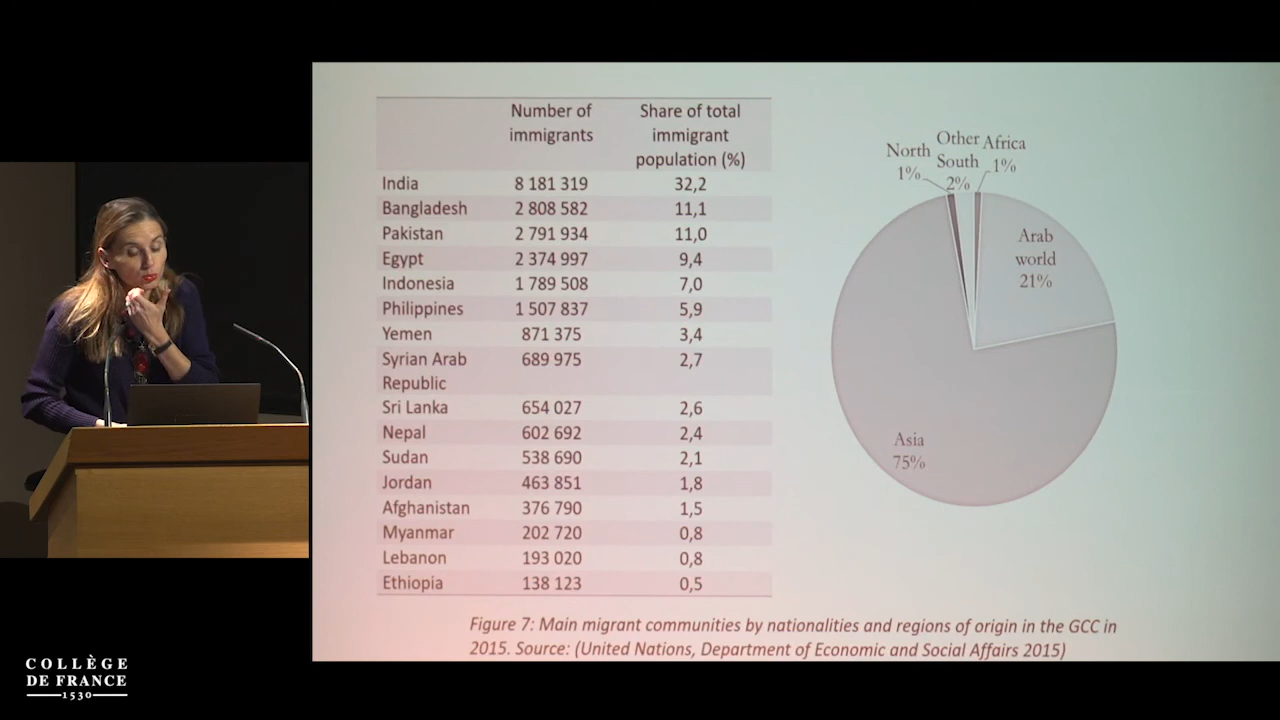 Number of Share of total
immigrants immigrant
population (%)
India 8 181 319 32,2
Bangladesh 2 808 582 11,1
Pakistan 2 791 934 11,0
Egypt 2 374 997 9,4
Indonesia 1 789 508 7,0
Philippines 1 507 837 5,9
Yemen 871 375 3,4
Syrian Arab 689 975 2,7
Republic
Sri Lanka 654 027 2,6
Nepal 602 692 2,4
Sudan 538 690 2,1
Jordan 463 851 1,8
Afghanistan 376 790 1,5
Myanmar 202 720 0,8
Lebanon 193 020 0,8
Ethiopia 138 123 0,5
North
1%
Other
South
2%
Africa
1%
Arab
world
21%
Asia
75%
Figure 7: Main migrant communities by nationalities and regions of origin in the GCC in
2015. Source: (United Nations, Department of Economic and Social Affairs 2015)
COLLÈGE
DE FRANCE
1530